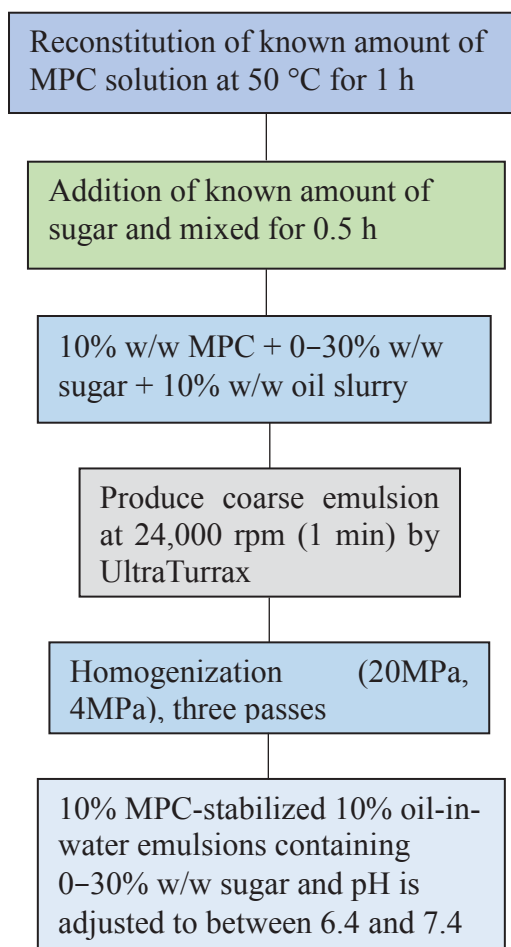 Reconstitution of known amount of
MPC solution at 50 °C for 1 h
Addition of known amount of
sugar and mixed for 0.5 h
10% w/w MPC + 0–30% w/w
sugar + 10% w/w oil slurry
Produce coarse emulsion
at 24,000 rpm (1 min) by
UltraTurrax
Homogenization (20MPa,
4MPa), three passes
10% MPC-stabilized 10% oil-in-
water emulsions containing
0–30% w/w sugar and pH is
adjusted to between 6.4 and 7.4